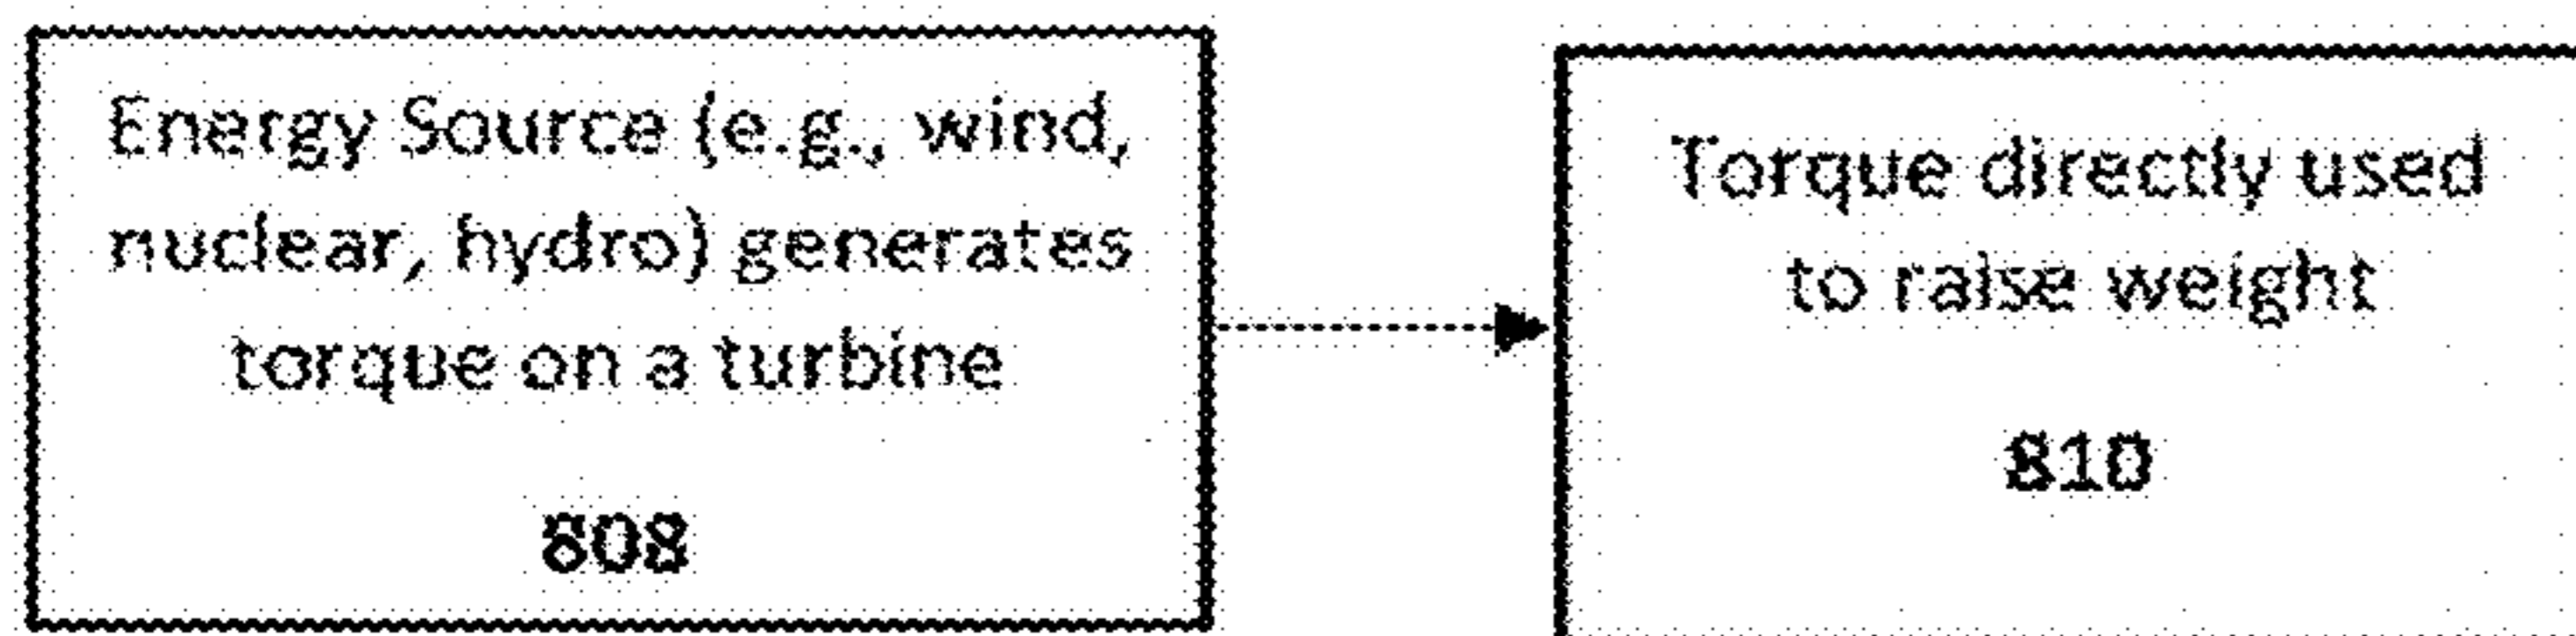 Energy Source (e.g., wind,
nuclear, hydro) generates
torque on a turbine
808
Torque directly used
to raise weight
810